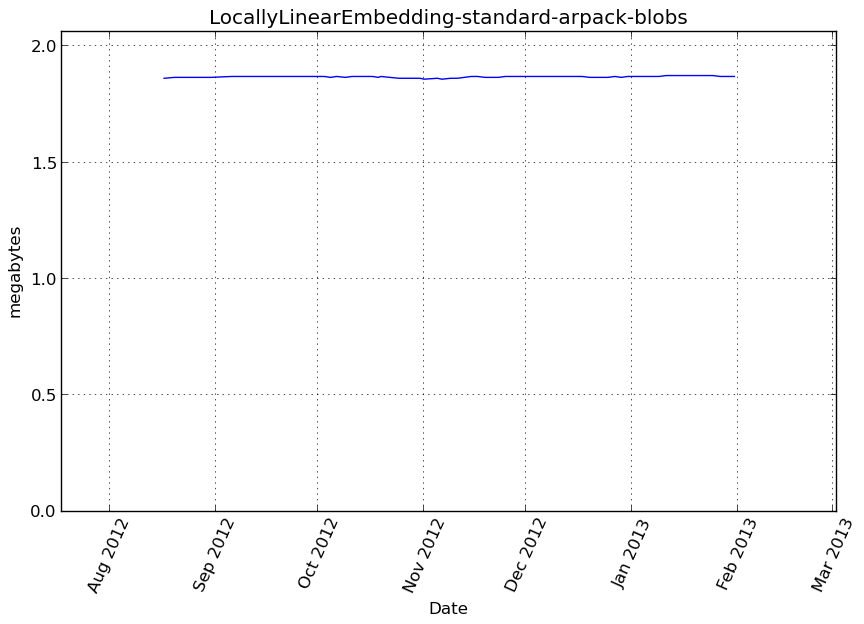 LocallyLinearEmbedding-standard-arpack-blobs
2.0
1.5
1.0
0.5
0.0
megabytes
Aug 2012
Sep 2012
Oct 2012
Nov 2012
Dec 2012
Jan 2013
Feb 2013
Mar 2013
Date